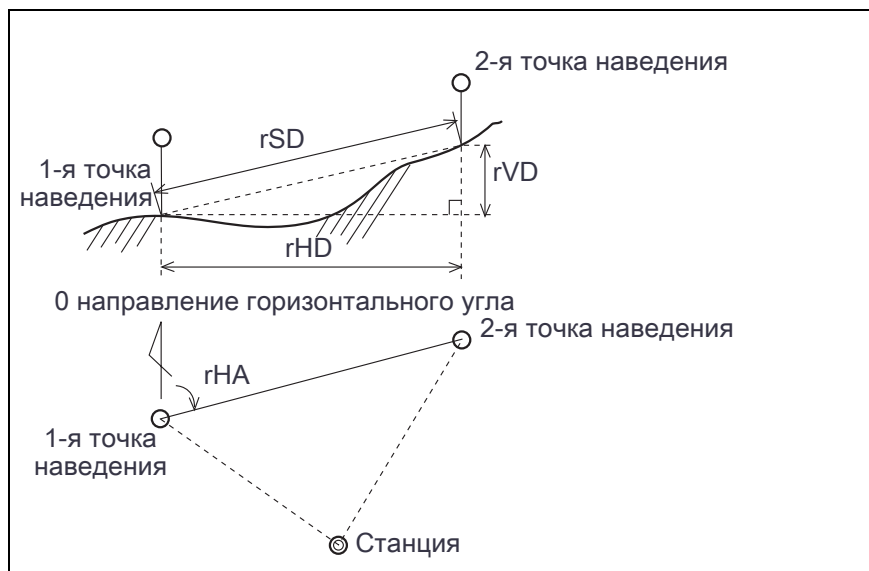 2-я точка наведения
rSD
1-я точка
наведения
rVD
rHD
0 направление горизонтального угла
2-я точка наведения
rHA
1-я точка
наведения
Станция